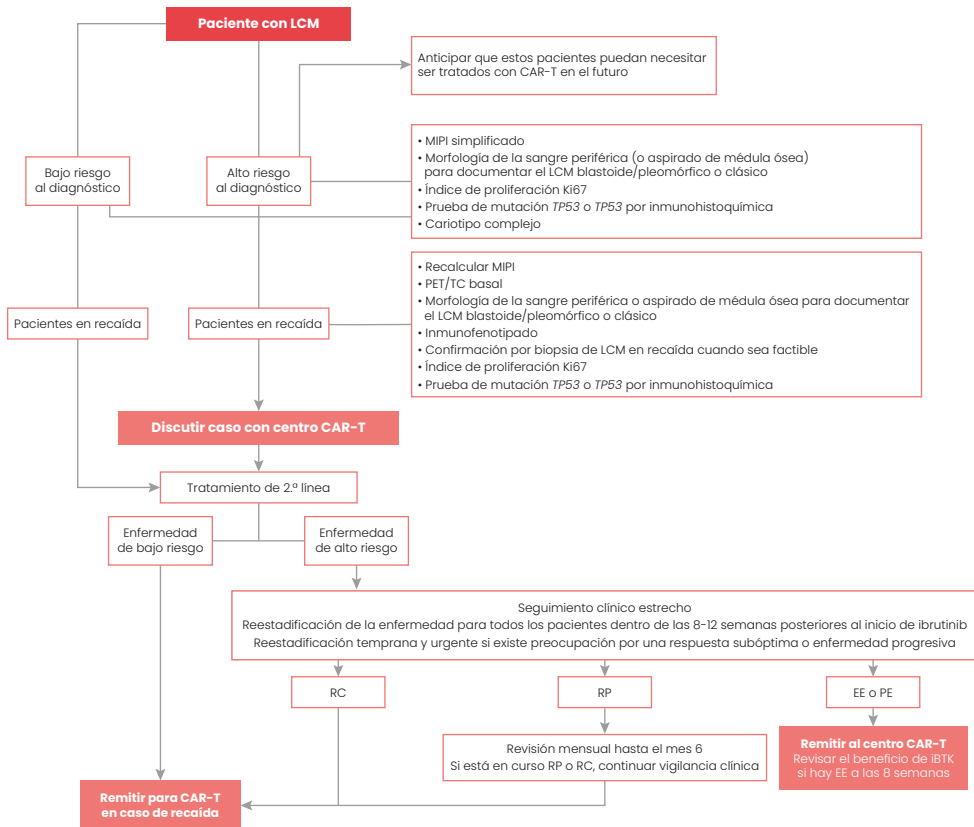 Paciente con LCM
Anticipar que estos pacientes puedan necesitar
ser tratados con CAR-T en el futuro
Bajo riesgo
al diagnóstico
Alto riesgo
al diagnóstico
• MIPI simplificado
• Morfología de la sangre periférica (o aspirado de médula ósea)
para documentar el LCM blastoide/pleomórfico o clásico
• Índice de proliferación Ki67
• Prueba de mutación TP53 o TP53 por inmunohistoquímica
• Cariotipo complejo
Pacientes en recaída
Pacientes en recaída
• Recalcular MIPI
• PET/TC basal
• Morfología de la sangre periférica o aspirado de médula ósea para documentar
el LCM blastoide/pleomórfico o clásico
• Inmunofenotipado
• Confirmación por biopsia de LCM en recaída cuando sea factible
• Índice de proliferación Ki67
• Prueba de mutación TP53 o TP53 por inmunohistoquímica
Discutir caso con centro CAR-T
Tratamiento de 2.ª línea
Enfermedad
de bajo riesgo
Enfermedad
de alto riesgo
Seguimiento clínico estrecho
Reestadificación de la enfermedad para todos los pacientes dentro de las 8-12 semanas posteriores al inicio de ibrutinib
Reestadificación temprana y urgente si existe preocupación por una respuesta subóptima o enfermedad progresiva
RC
RP
EE o PE
Revisión mensual hasta el mes 6
Si está en curso RP o RC, continuar vigilancia clínica
Remitir al centro CAR-T
Revisar el beneficio de iBTK
si hay EE a las 8 semanas
Remitir para CAR-T
en caso de recaída